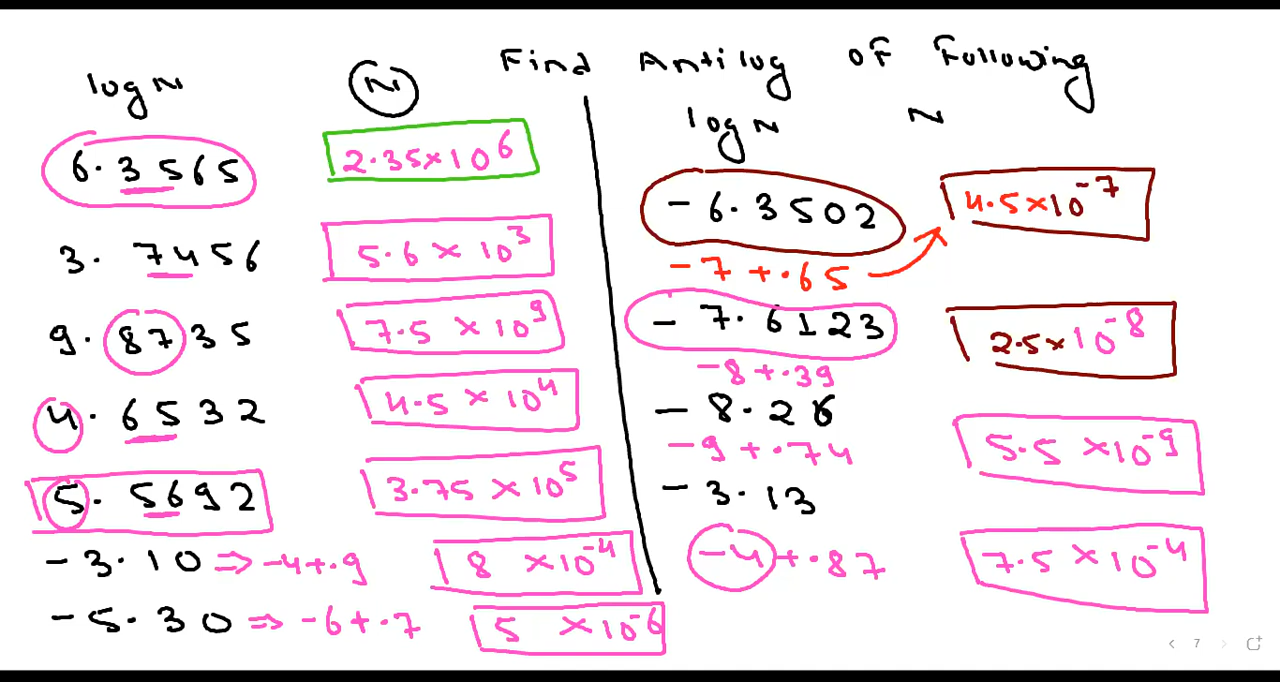 Find Antilog of Following
log N N
6.3565 2.35×10^6
3.7456 5.6 × 10^3
9.8735 7.5 × 10^9
4.6532 4.5 × 10^4
5.5692 3.75 × 10^5
-3.10 ⇒ -4+.9 8 ×10^-4
-5.30 ⇒ -6+.7 5 ×10^-6
log N N
-6.3502 4.5×10^-7
-7+.65
-7.6123 2.5×10^-8
-8+.39
-8.26
-9+.74 5.5 ×10^-9
-3.13
-4+.87 7.5 ×10^-4
7